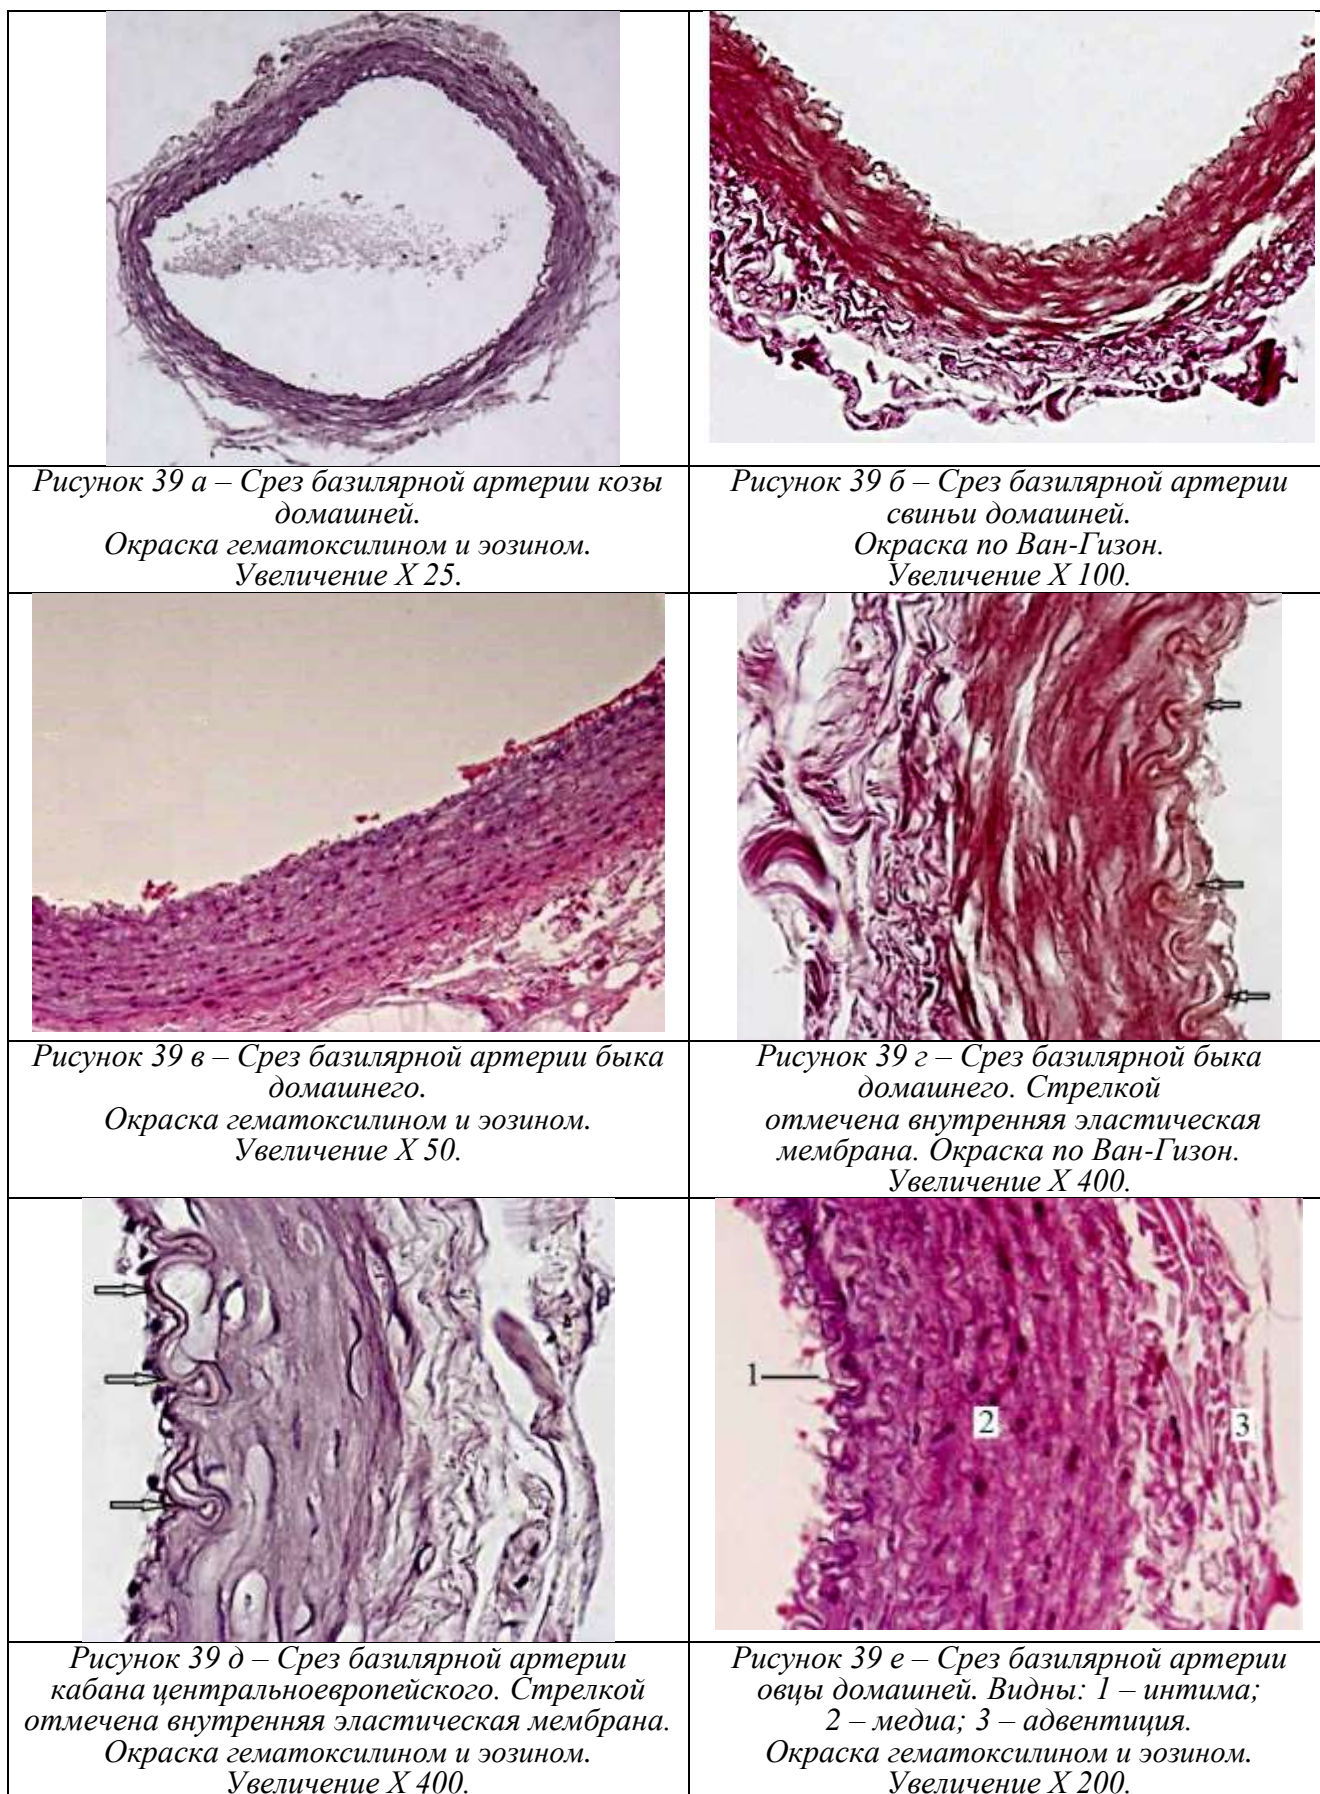 Рисунок 39 а – Срез базилярной артерии козы
домашней.
Окраска гематоксилином и эозином.
Увеличение Х 25.
Рисунок 39 б – Срез базилярной артерии
свиньи домашней.
Окраска по Ван-Гизон.
Увеличение Х 100.
Рисунок 39 в – Срез базилярной артерии быка
домашнего.
Окраска гематоксилином и эозином.
Увеличение Х 50.
Рисунок 39 г – Срез базилярной быка
домашнего. Стрелкой
отмечена внутренняя эластическая
мембрана. Окраска по Ван-Гизон.
Увеличение Х 400.
1
2
3
Рисунок 39 д – Срез базилярной артерии
кабана центральноевропейского. Стрелкой
отмечена внутренняя эластическая мембрана.
Окраска гематоксилином и эозином.
Увеличение Х 400.
Рисунок 39 е – Срез базилярной артерии
овцы домашней. Видны: 1 – интима;
2 – медиа; 3 – адвентиция.
Окраска гематоксилином и эозином.
Увеличение Х 200.